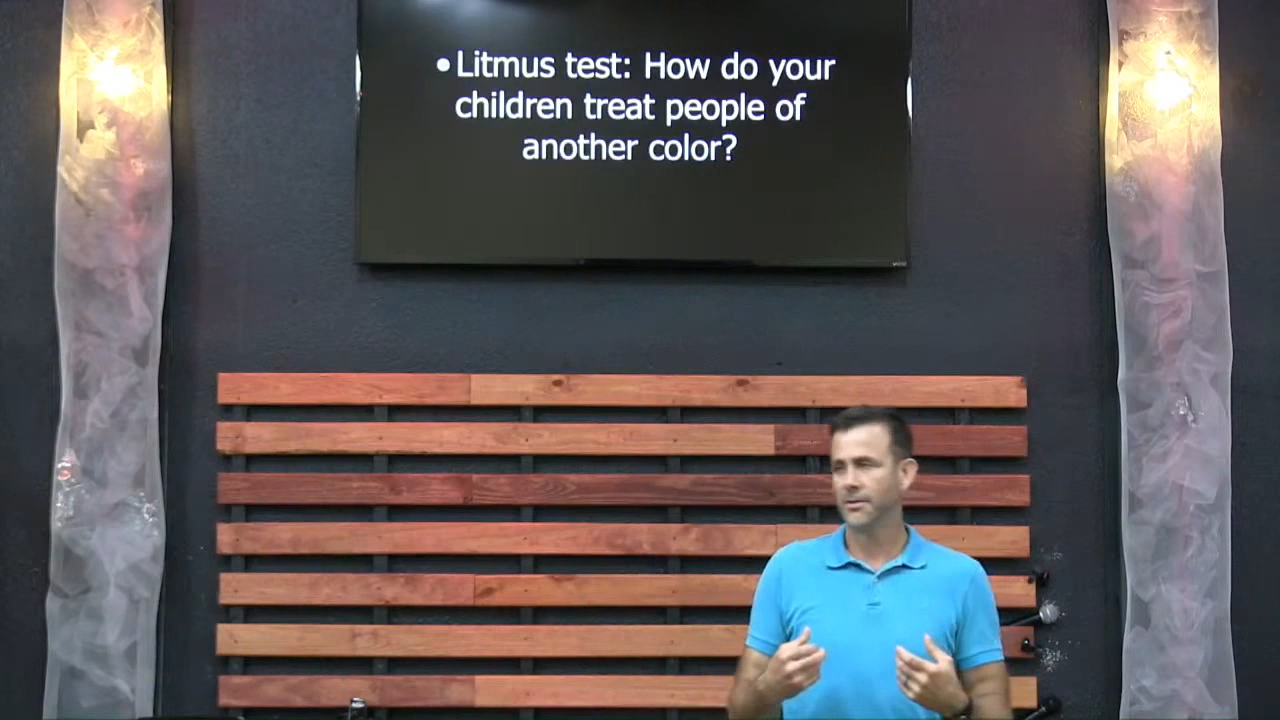 •Litmus test: How do your
children treat people of
another color?